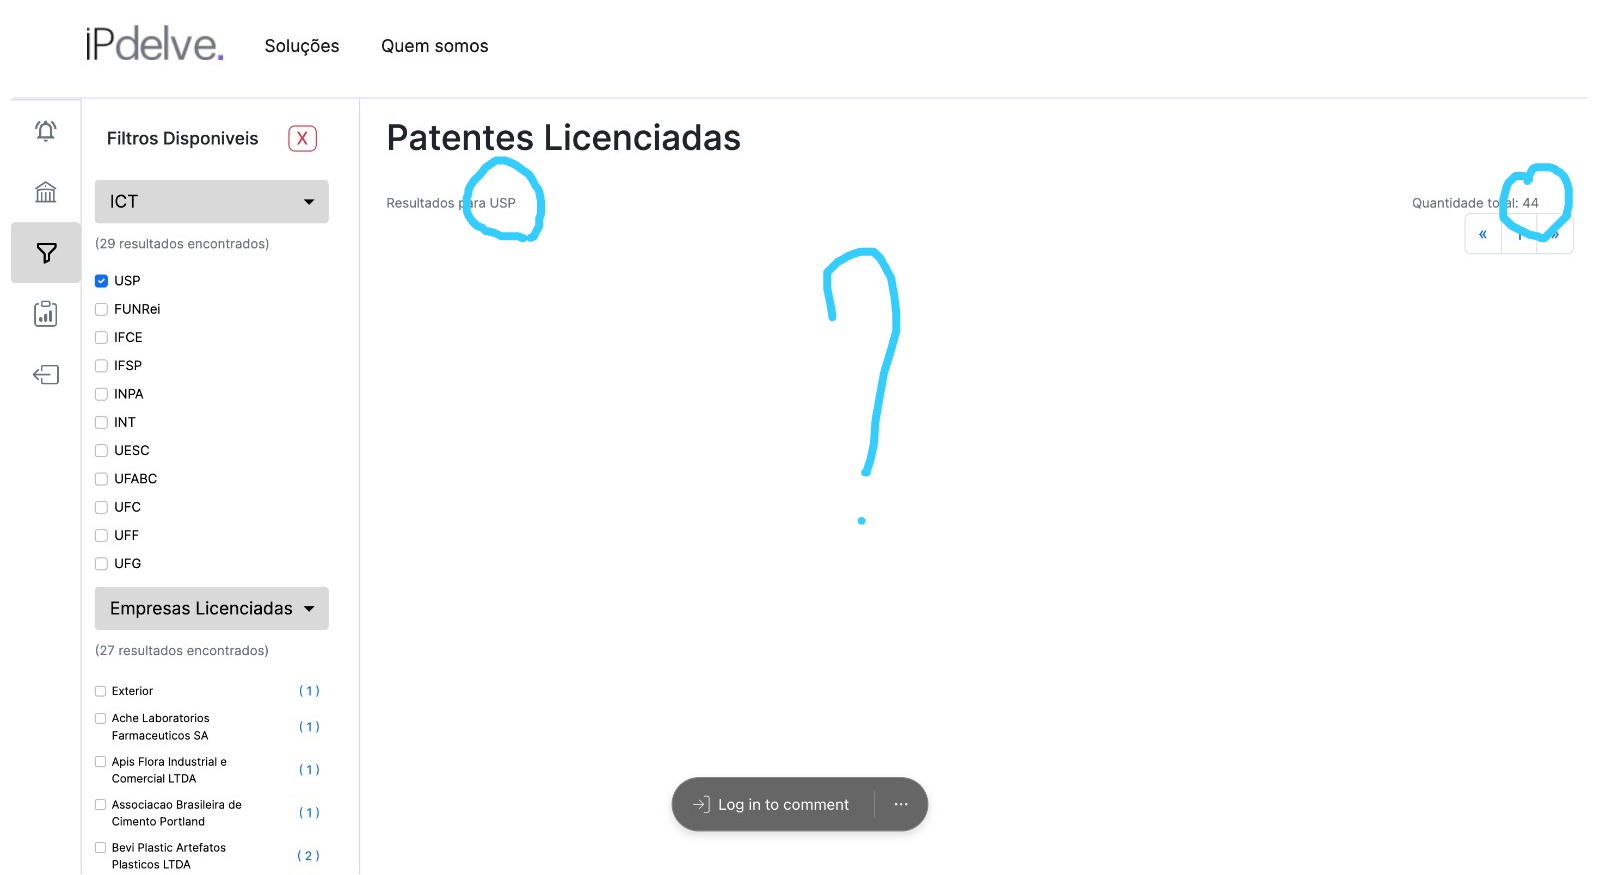 iPdelve.
Soluções
Quem somos
Filtros Disponiveis
X
ICT
(29 resultados encontrados)
USP
FUNRei
IFCE
IFSP
INPA
INT
UESC
UFABC
UFC
UFF
UFG
Empresas Licenciadas
(27 resultados encontrados)
Exterior (1)
Ache Laboratorios
Farmaceuticos SA (1)
Apis Flora Industrial e
Comercial LTDA (1)
Associacao Brasileira de
Cimento Portland (1)
Bevi Plastic Artefatos
Plasticos LTDA (2)
Patentes Licenciadas
Resultados para USP
Quantidade total: 44
« 1 »
?
Log in to comment ...